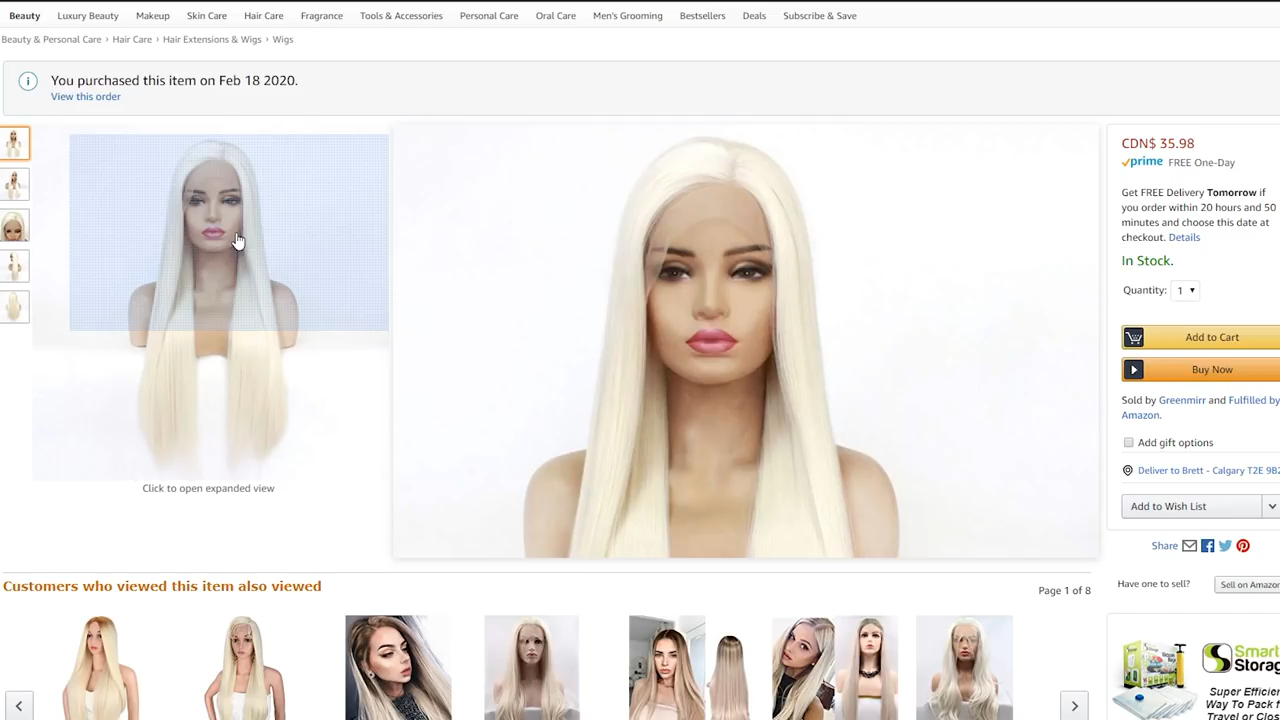 Beauty Luxury Beauty Makeup Skin Care Hair Care Fragrance Tools & Accessories Personal Care Oral Care Men's Grooming Bestsellers Deals Subscribe & Save
Beauty & Personal Care › Hair Care › Hair Extensions & Wigs › Wigs
You purchased this item on Feb 18 2020.
View this order
Click to open expanded view
CDN$ 35.98
prime FREE One-Day
Get FREE Delivery Tomorrow if
you order within 20 hours and 50
minutes and choose this date at
checkout. Details
In Stock.
Quantity: 1
Add to Cart
Buy Now
Sold by Greenmirr and Fulfilled by
Amazon.
Add gift options
Deliver to Brett - Calgary T2E 9B2
Add to Wish List
Share
Have one to sell? Sell on Amazon
Customers who viewed this item also viewed
Page 1 of 8
Smart
Storag
Super Efficien
Way To Pack f